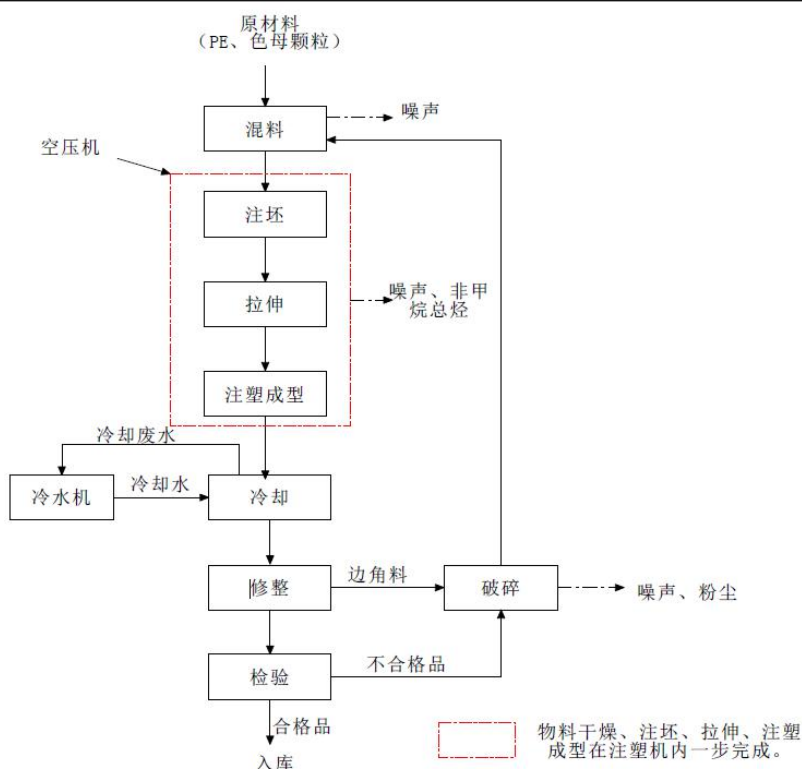 原材料
（PE、色母颗粒）
混料
噪声
空压机
注坯
拉伸
噪声、非甲
烷总烃
注塑成型
冷却废水
冷水机
冷却水
冷却
修整
边角料
破碎
噪声、粉尘
检验
不合格品
合格品
入库
物料干燥、注坯、拉伸、注塑
成型在注塑机内一步完成。